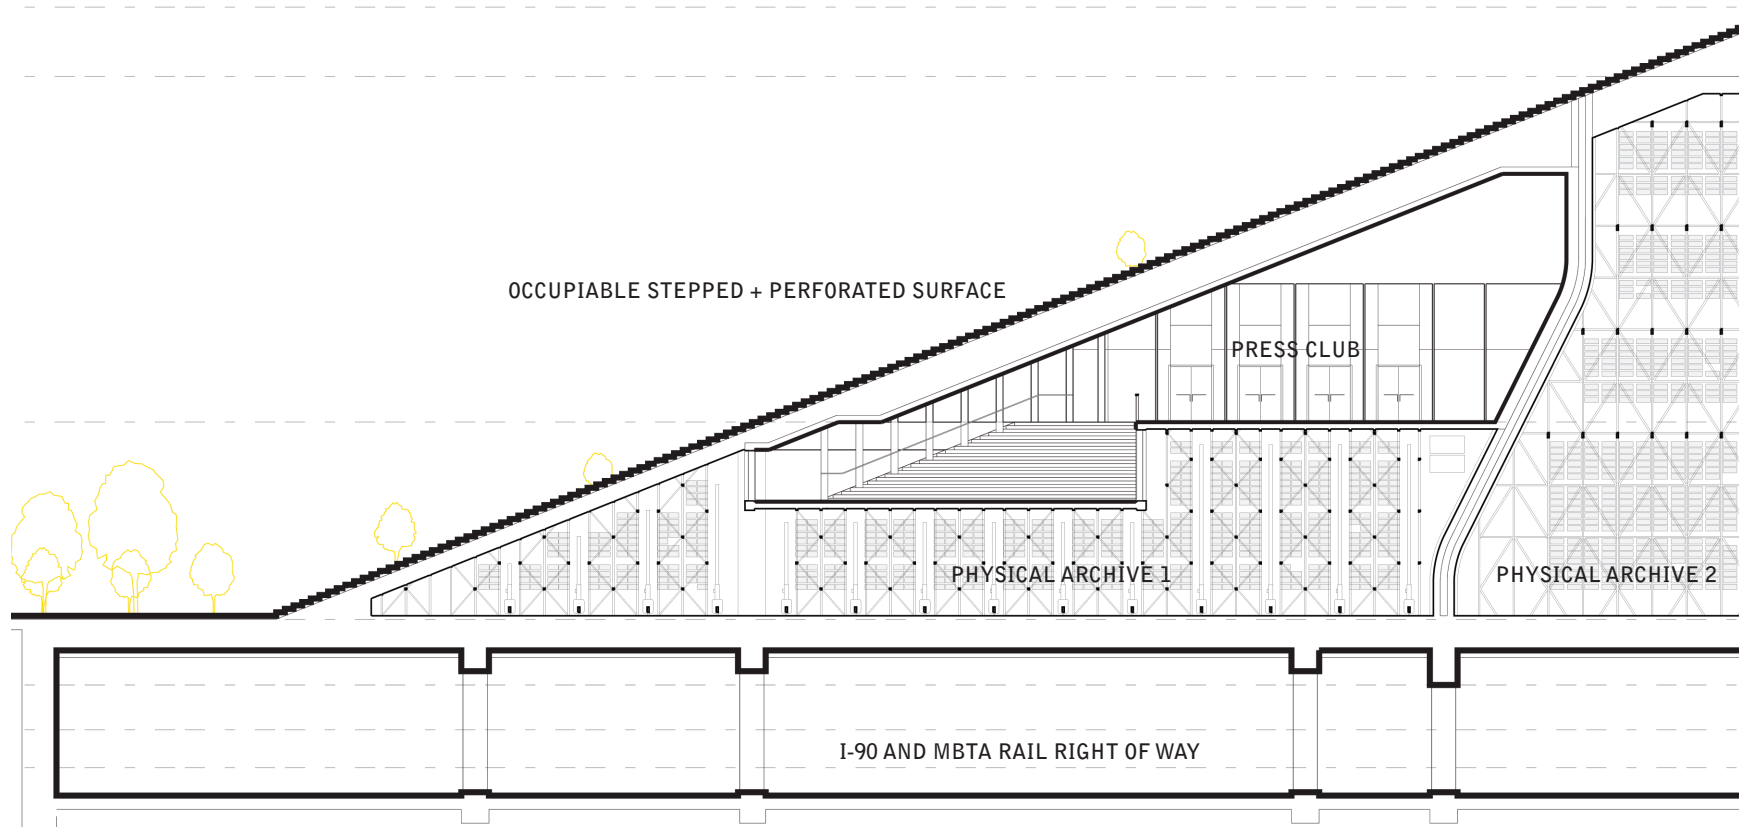 OCCUPIABLE STEPPED + PERFORATED SURFACE
PRESS CLUB
PHYSICAL ARCHIVE 1
PHYSICAL ARCHIVE 2
I-90 AND MBTA RAIL RIGHT OF WAY